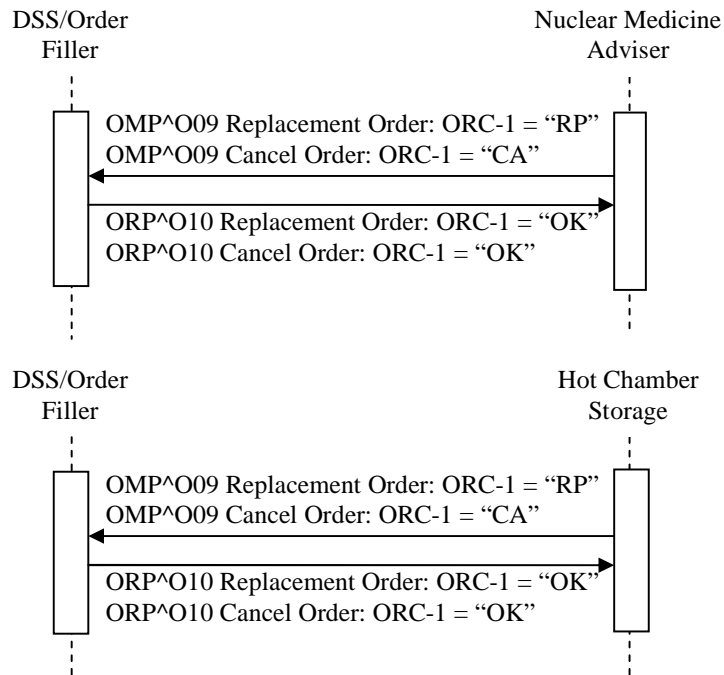 DSS/Order
Filler
Nuclear Medicine
Adviser
OMP^O09 Replacement Order: ORC-1 = “RP”
OMP^O09 Cancel Order: ORC-1 = “CA”
ORP^O10 Replacement Order: ORC-1 = “OK”
ORP^O10 Cancel Order: ORC-1 = “OK”
DSS/Order
Filler
Hot Chamber
Storage
OMP^O09 Replacement Order: ORC-1 = “RP”
OMP^O09 Cancel Order: ORC-1 = “CA”
ORP^O10 Replacement Order: ORC-1 = “OK”
ORP^O10 Cancel Order: ORC-1 = “OK”